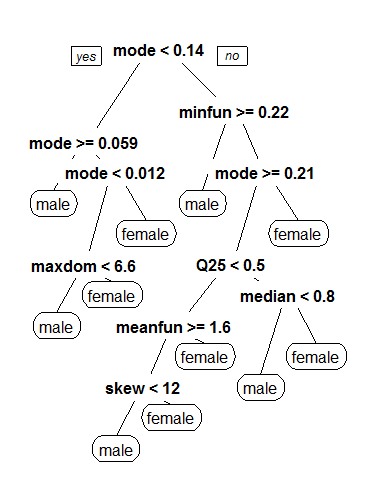 yes mode < 0.14 no
minfun >= 0.22
mode >= 0.059
mode < 0.012 mode >= 0.21
male male
female female
maxdom < 6.6 Q25 < 0.5
female median < 0.8
male meanfun >= 1.6
female female
skew < 12 male
female
male